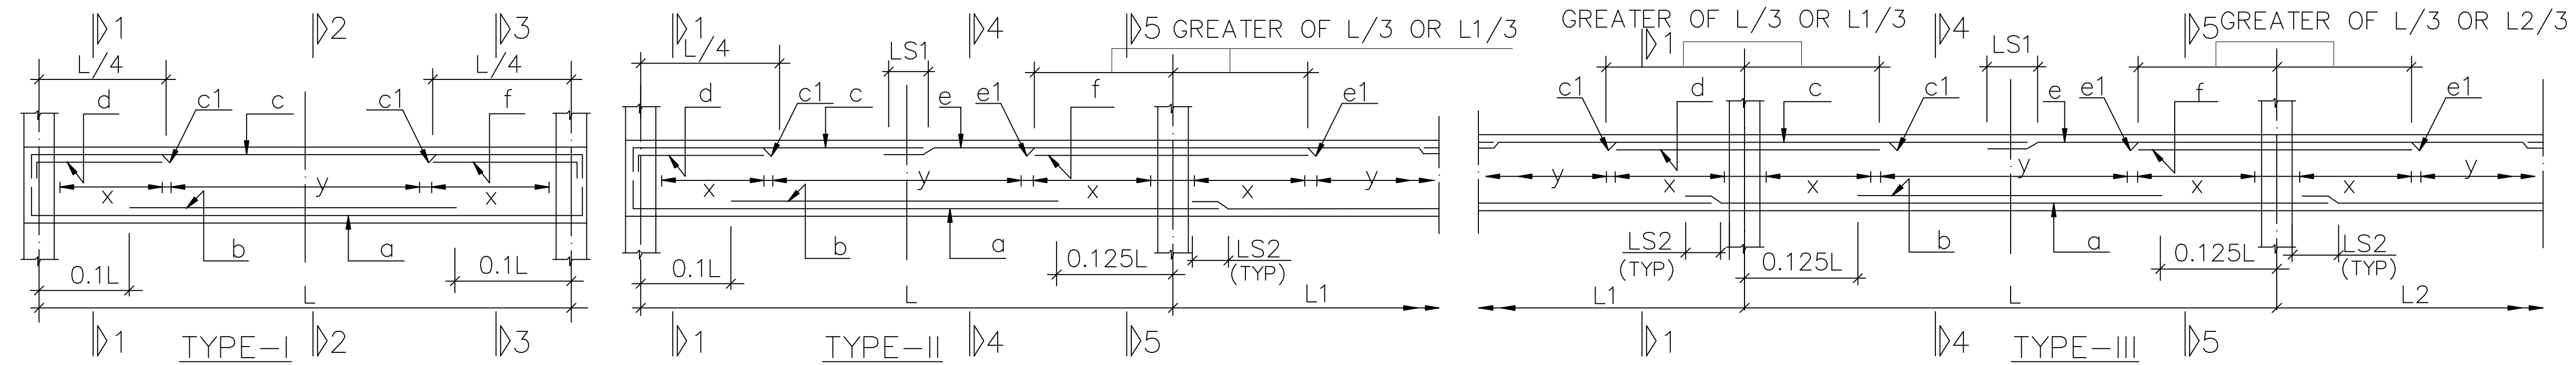 1 2 3
L/4 L/4
d c1 c c1 f
x y x
b a
0.1L 0.1L
L
1 2 3
TYPE-I
1 4 5 GREATER OF L/3 OR L1/3
L/4 LS1
d c1 c e e1 f e1
x y x x y
b a
0.1L 0.125L LS2
(TYP)
L L1
1 4 5
TYPE-II
GREATER OF L/3 OR L1/3 4 5 GREATER OF L/3 OR L2/3
1 LS1
c1 d c c1 e e1 f e1
y x x y x x y
LS2 b a LS2
(TYP) 0.125L 0.125L (TYP)
L1 L L2
1 4 5
TYPE-III